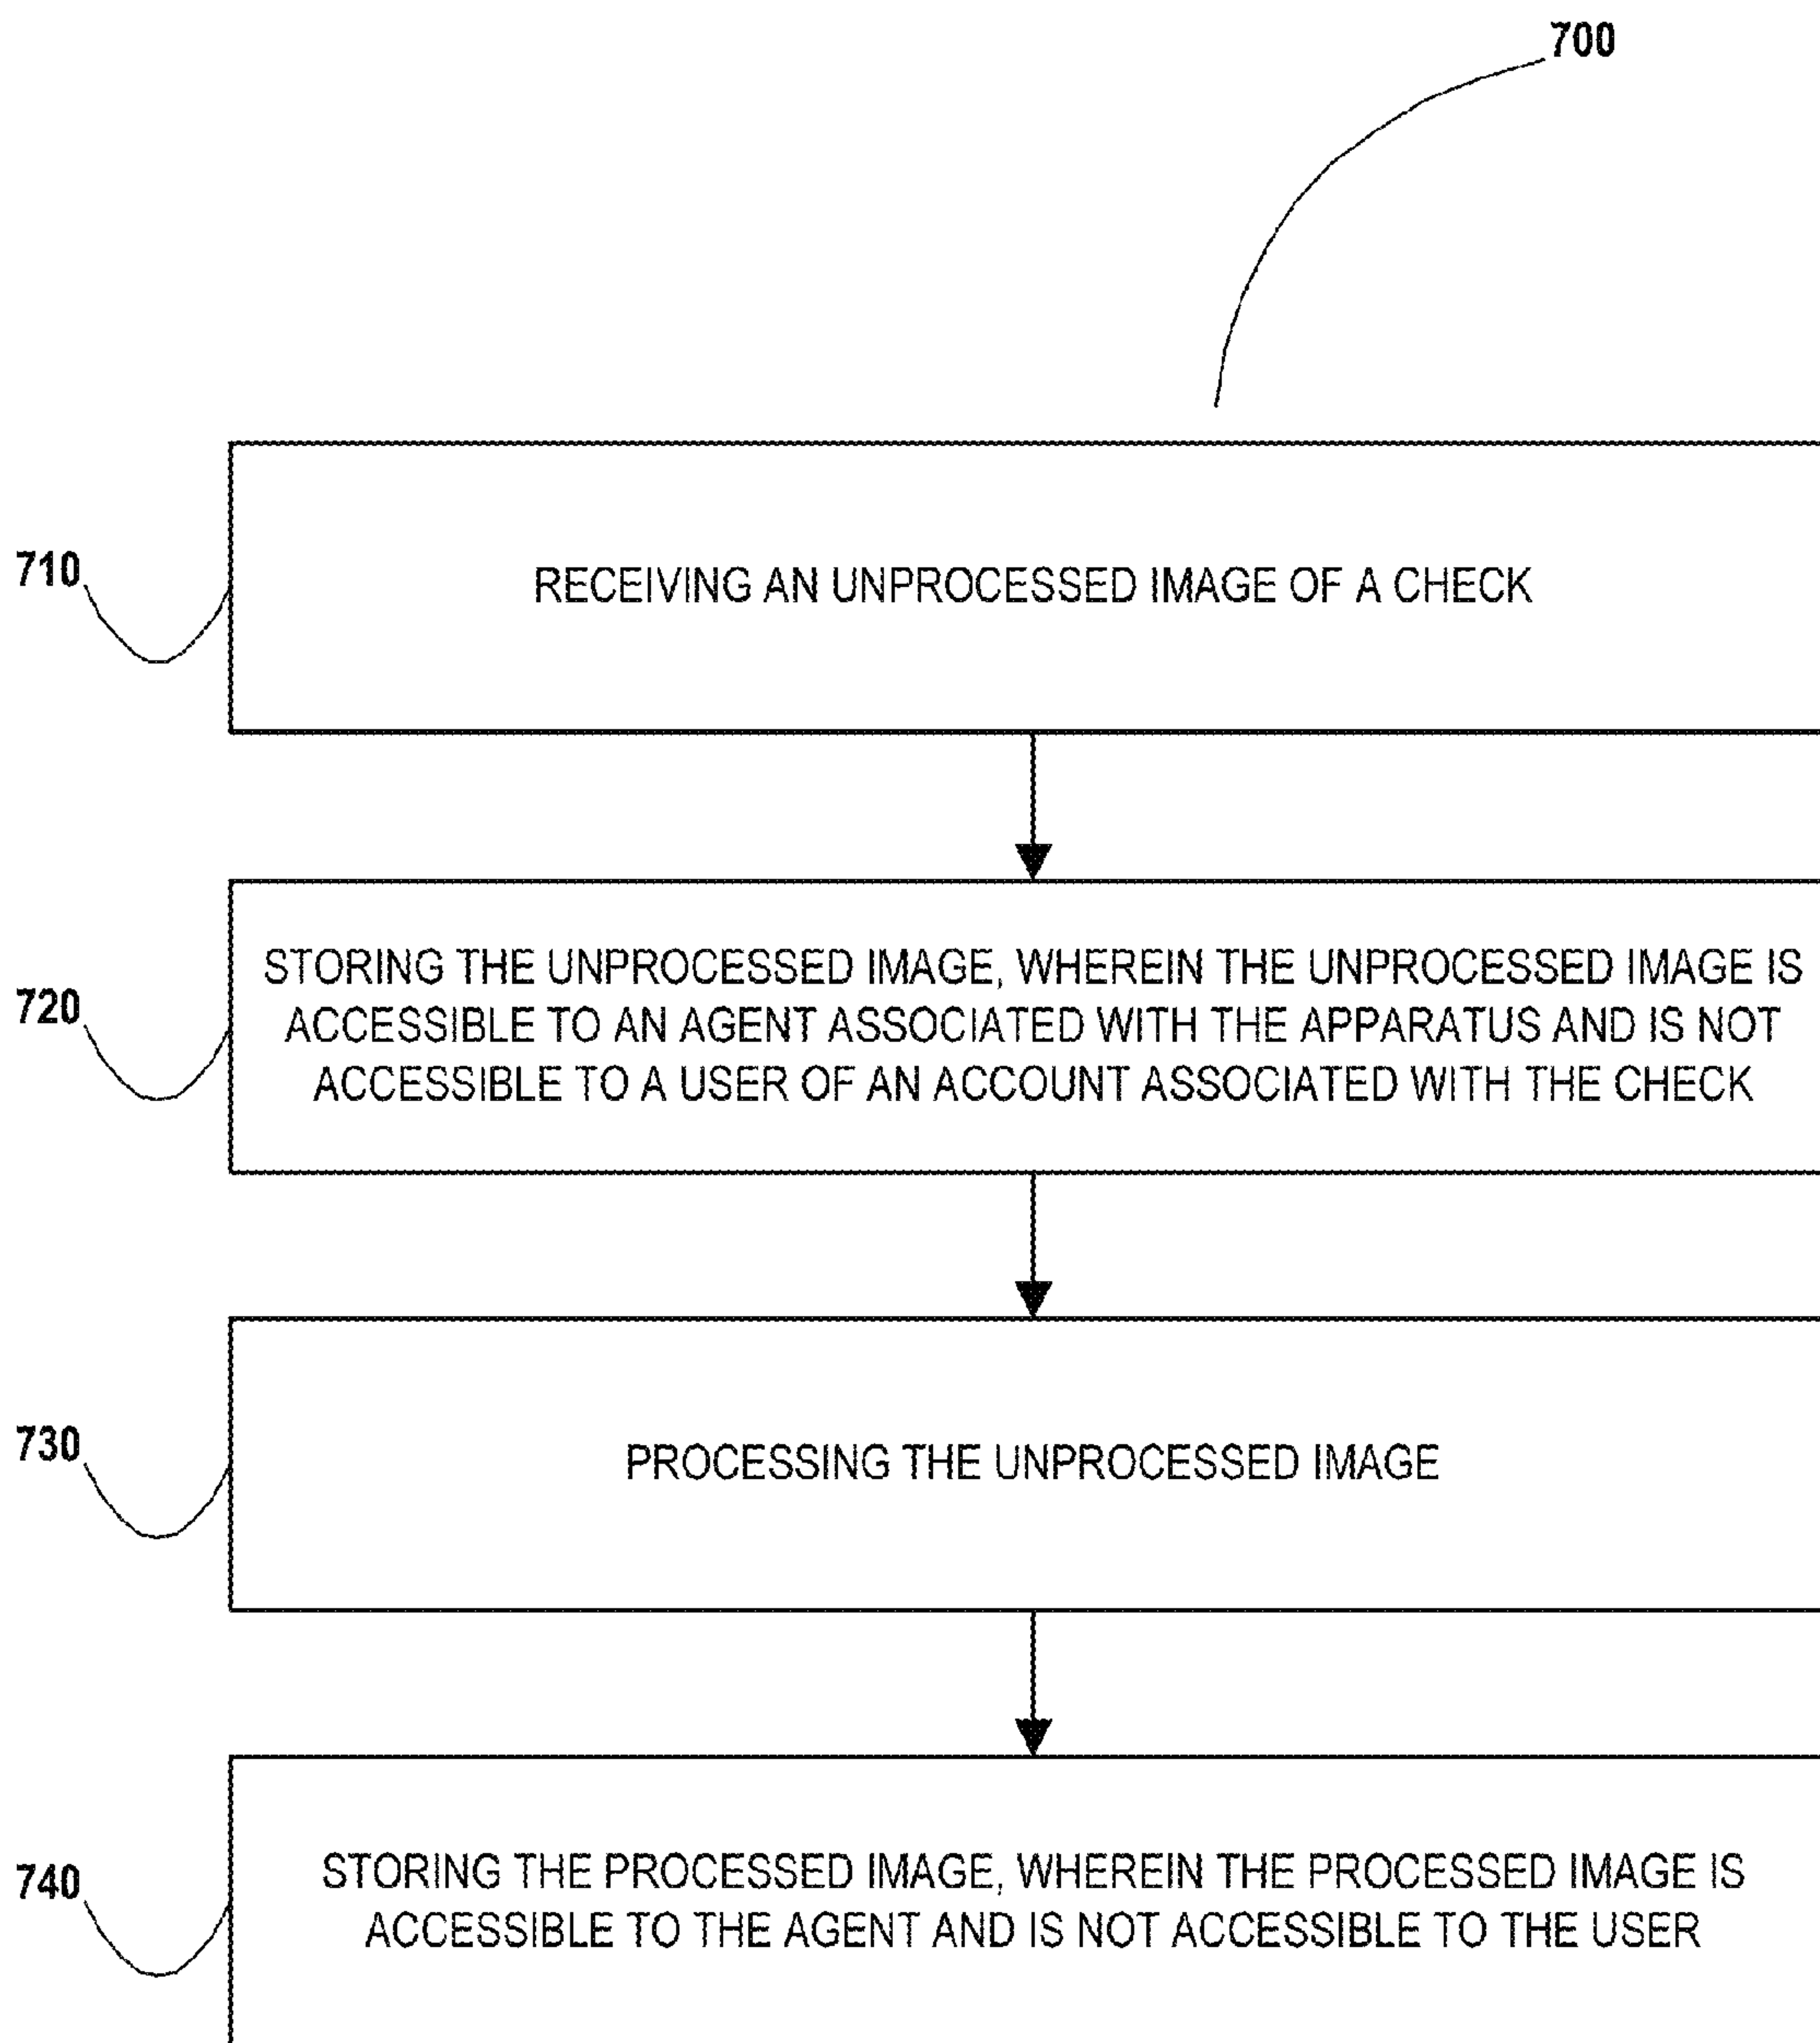 700
710
RECEIVING AN UNPROCESSED IMAGE OF A CHECK
720
STORING THE UNPROCESSED IMAGE, WHEREIN THE UNPROCESSED IMAGE IS
ACCESSIBLE TO AN AGENT ASSOCIATED WITH THE APPARATUS AND IS NOT
ACCESSIBLE TO A USER OF AN ACCOUNT ASSOCIATED WITH THE CHECK
730
PROCESSING THE UNPROCESSED IMAGE
740
STORING THE PROCESSED IMAGE, WHEREIN THE PROCESSED IMAGE IS
ACCESSIBLE TO THE AGENT AND IS NOT ACCESSIBLE TO THE USER